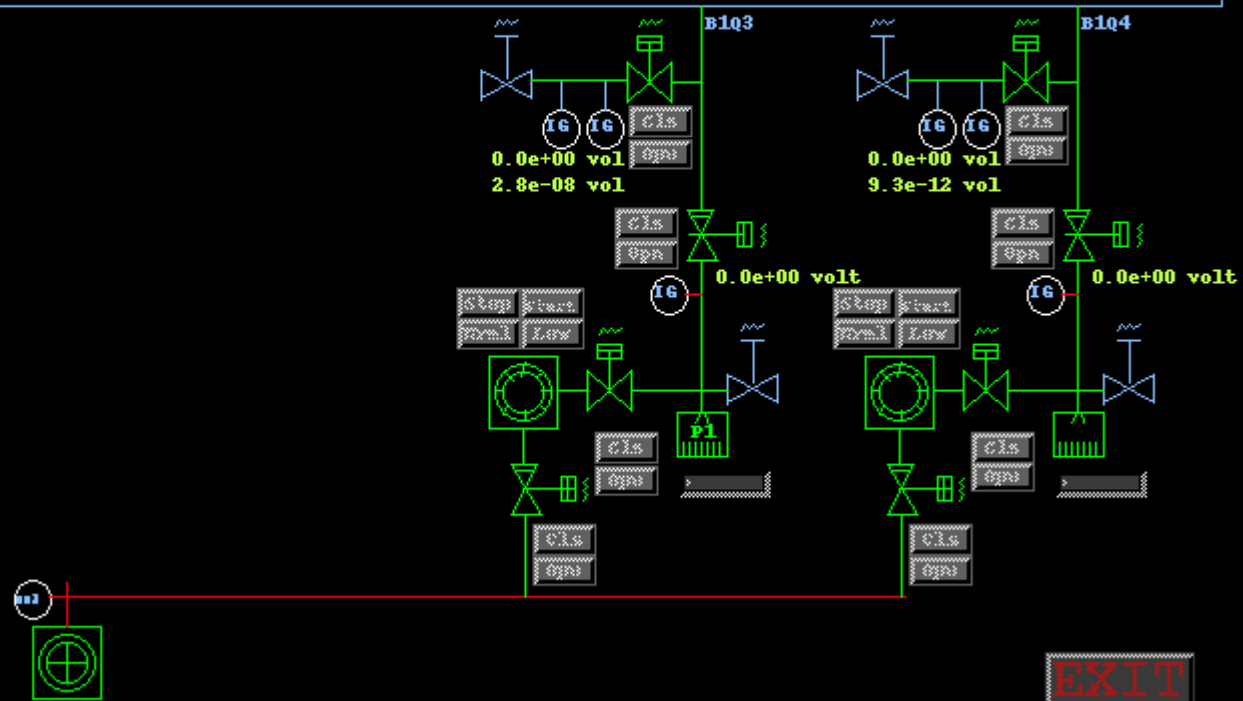 B1Q3 B1Q4
IG IG cls IG IG cls
Opn Opn
0.0e+00 vol 0.0e+00 vol
2.8e-08 vol 9.3e-12 vol
cls cls
Opn Opn
0.0e+00 volt 0.0e+00 volt
IG IG
Stop Start Stop Start
Nrml Low Nrml Low
P1
cls cls
Opn Opn
> >
cls cls
Opn Opn
EXIT